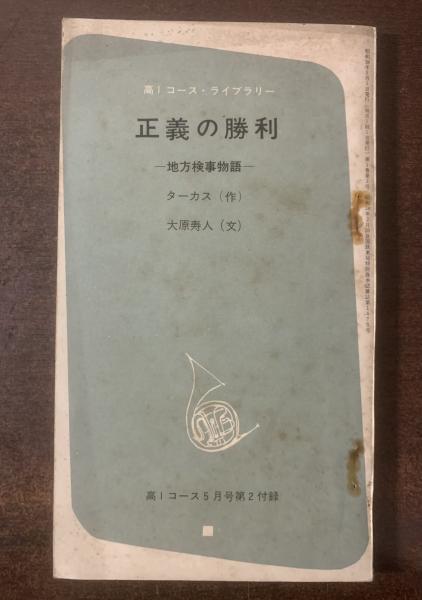 高Iコース・ライブラリー
正義の勝利
—地方検事物語—
ターカス(作)
大原寿人(文)
高Iコース5月号第2付録